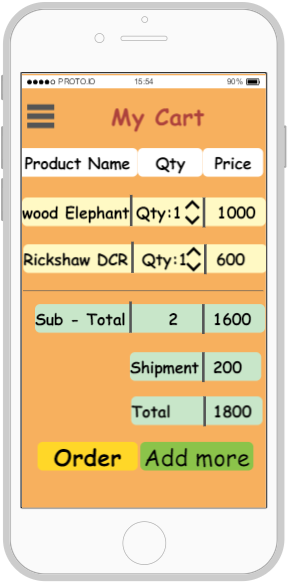 PROTO.IO 15:54 90%
My Cart
Product Name Qty Price
wood Elephant Qty:1 1000
Rickshaw DCR Qty:1 600
Sub - Total 2 1600
Shipment 200
Total 1800
Order Add more